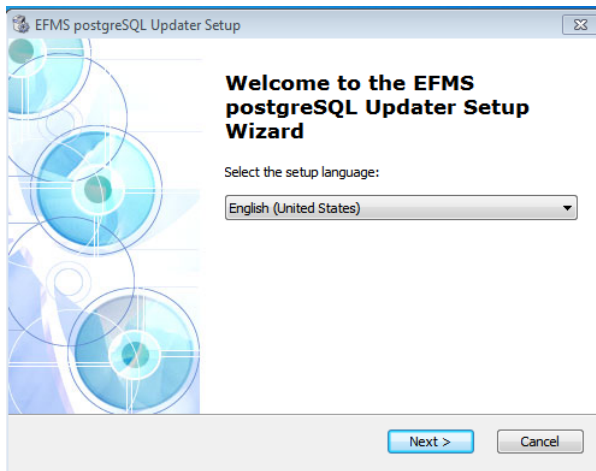 EFMS postgreSQL Updater Setup
Welcome to the EFMS
postgreSQL Updater Setup
Wizard
Select the setup language:
English (United States)
Next >
Cancel